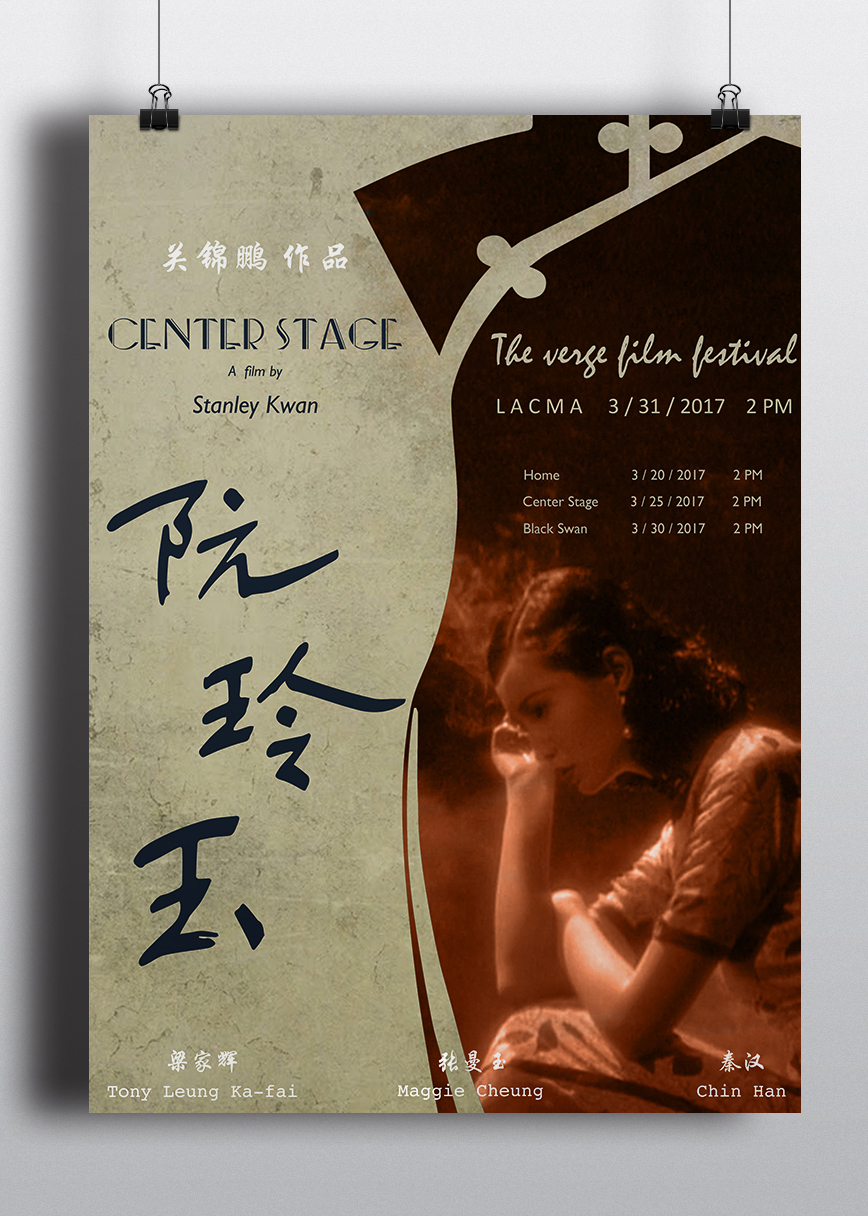 关锦鹏 作品
CENTER STAGE
A film by
Stanley Kwan
阮
玲
玉
The verge film festival
LACMA 3 / 31 / 2017 2 PM
Home 3 / 20 / 2017 2 PM
Center Stage 3 / 25 / 2017 2 PM
Black Swan 3 / 30 / 2017 2 PM
梁家辉
Tony Leung Ka-fai
张曼玉
Maggie Cheung
秦汉
Chin Han